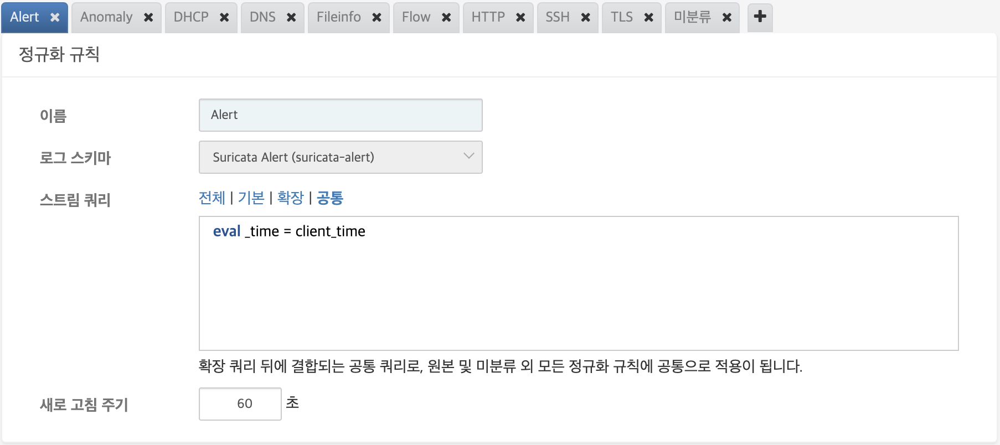 Alert ✖ Anomaly ✖ DHCP ✖ DNS ✖ Fileinfo ✖ Flow ✖ HTTP ✖ SSH ✖ TLS ✖ 미분류 ✖ ✚
정규화 규칙
이름 Alert
로그 스키마 Suricata Alert (suricata-alert)
스트림 쿼리 전체 | 기본 | 확장 | 공통
eval _time = client_time
확장 쿼리 뒤에 결합되는 공통 쿼리로, 원본 및 미분류 외 모든 정규화 규칙에 공통으로 적용이 됩니다.
새로 고침 주기 60 초